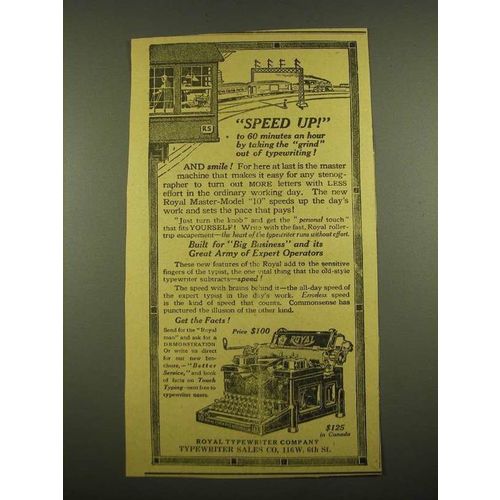 RS
"SPEED UP!"
to 60 minutes an hour
by taking the "grind"
out of typewriting!
AND smile! For here at last is the master
machine that makes it easy for any stenog-
rapher to turn out MORE letters with LESS
effort in the ordinary working day. The new
Royal Master-Model "10" speeds up the day's
work and sets the pace that pays!
"Just turn the knob" and get the "personal touch"
that fits YOURSELF! Write with the fast, Royal roller-
trip escapement—the heart of the typewriter runs without effort.
Built for "Big Business" and its
Great Army of Expert Operators
These new features of the Royal add to the sensitive
fingers of the typist, the one vital thing that the old-style
typewriter subtracts—speed!
The speed with brains behind it—the all-day speed of
the expert typist in the day's work. Errorless speed
is the kind of speed that counts. Commonsense has
punctured the illusion of the other kind.
Get the Facts!
Send for the "Royal
man" and ask for a
DEMONSTRATION
Or write us direct
for our new bro-
chure,—"Better
Service," and book
of facts on Touch
Typing—sent free to
typewriter users.
Price $100
ROYAL
$125
in Canada
ROYAL TYPEWRITER COMPANY
TYPEWRITER SALES CO, 116 W. 6th St.